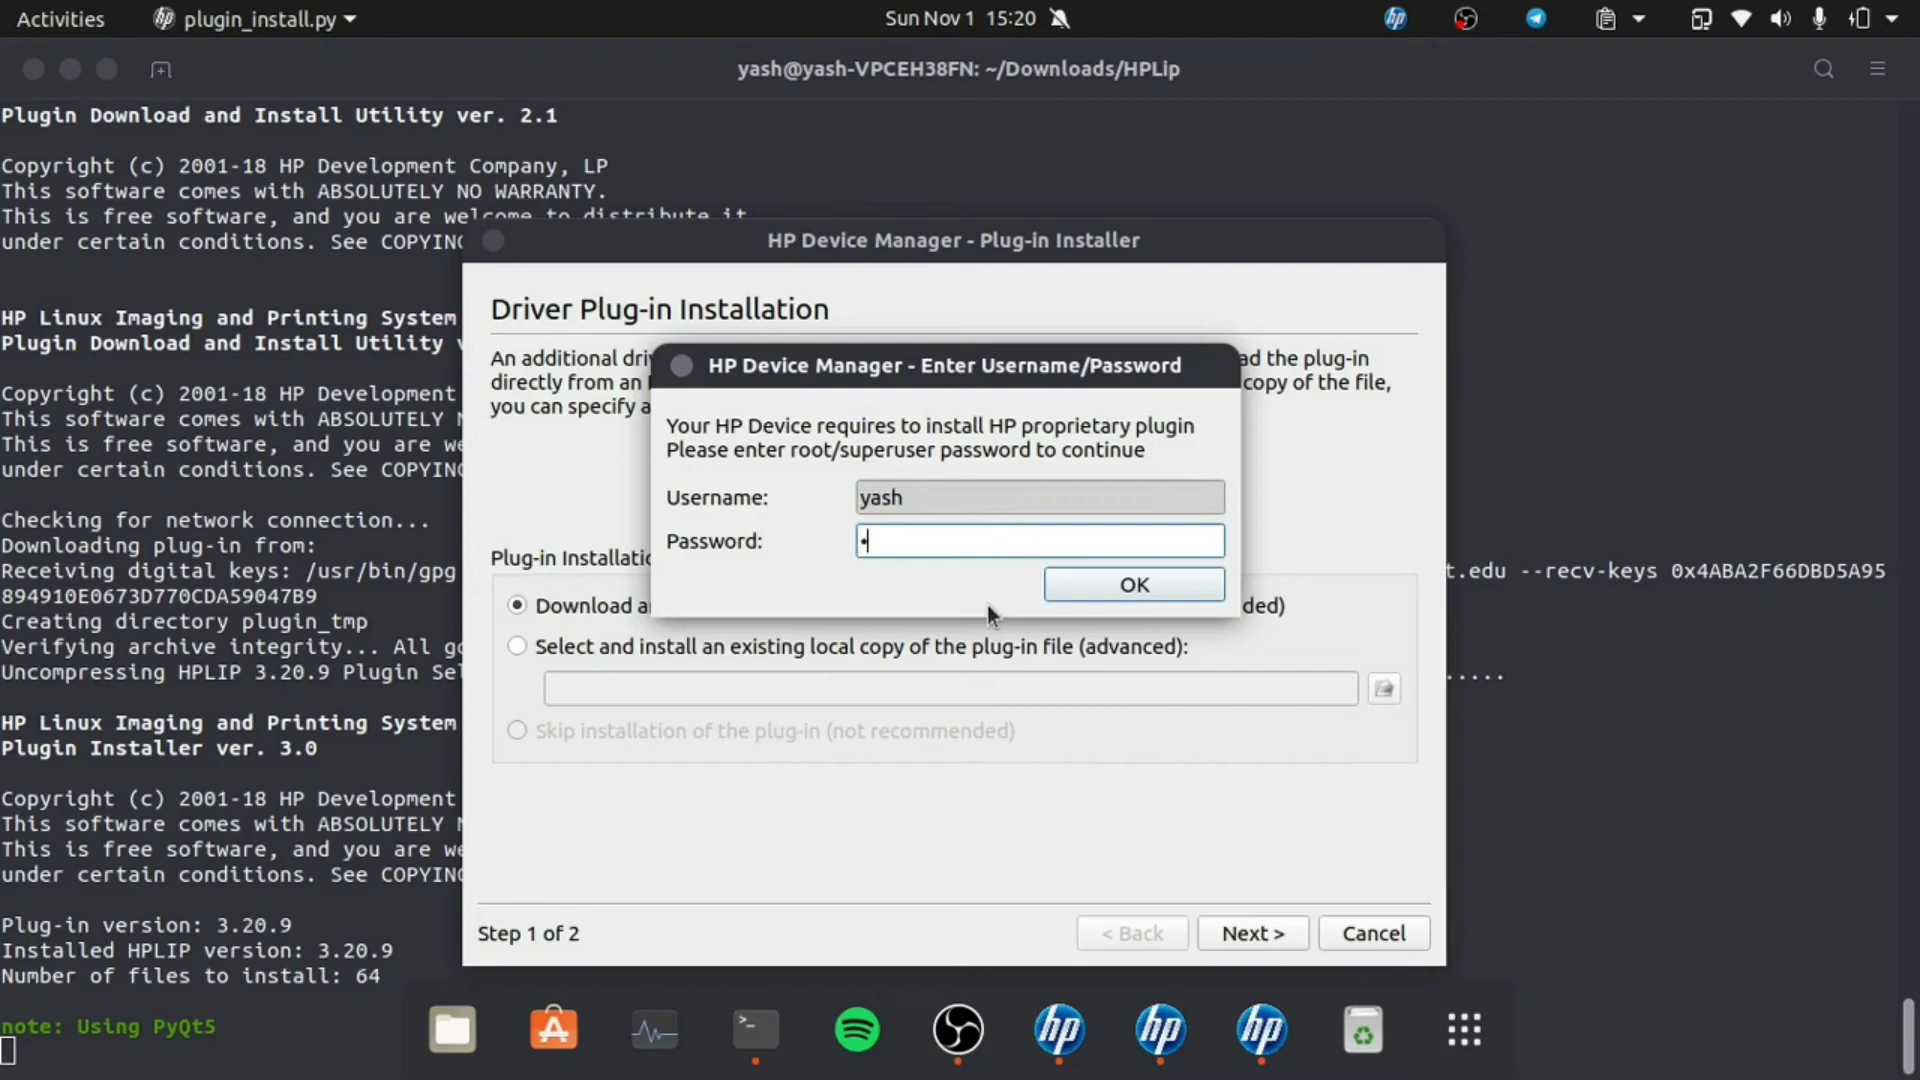 Activities
plugin_install.py
Sun Nov 1 15:20
yash@yash-VPCEH38FN: ~/Downloads/HPLip
Plugin Download and Install Utility ver. 2.1
Copyright (c) 2001-18 HP Development Company, LP
This software comes with ABSOLUTELY NO WARRANTY.
This is free software, and you are welcome to distribute it
under certain conditions. See COPYING
HP Linux Imaging and Printing System
Plugin Download and Install Utility v
Copyright (c) 2001-18 HP Development
This software comes with ABSOLUTELY N
This is free software, and you are we
under certain conditions. See COPYING
Checking for network connection...
Downloading plug-in from:
Receiving digital keys: /usr/bin/gpg
t.edu --recv-keys 0x4ABA2F66DBD5A95
894910E0673D770CDA59047B9
Creating directory plugin_tmp
Verifying archive integrity... All go
Uncompressing HPLIP 3.20.9 Plugin Sel
.....
HP Linux Imaging and Printing System
Plugin Installer ver. 3.0
Copyright (c) 2001-18 HP Development
This software comes with ABSOLUTELY N
This is free software, and you are we
under certain conditions. See COPYING
Plug-in version: 3.20.9
Installed HPLIP version: 3.20.9
Number of files to install: 64
note: Using PyQt5
HP Device Manager - Plug-in Installer
Driver Plug-in Installation
An additional dri
ad the plug-in
directly from an
copy of the file,
you can specify a
HP Device Manager - Enter Username/Password
Your HP Device requires to install HP proprietary plugin
Please enter root/superuser password to continue
Username: yash
Password: •
OK
Plug-in Installatio
Download a
ded)
Select and install an existing local copy of the plug-in file (advanced):
Skip installation of the plug-in (not recommended)
Step 1 of 2
< Back
Next >
Cancel
hp
hp
hp